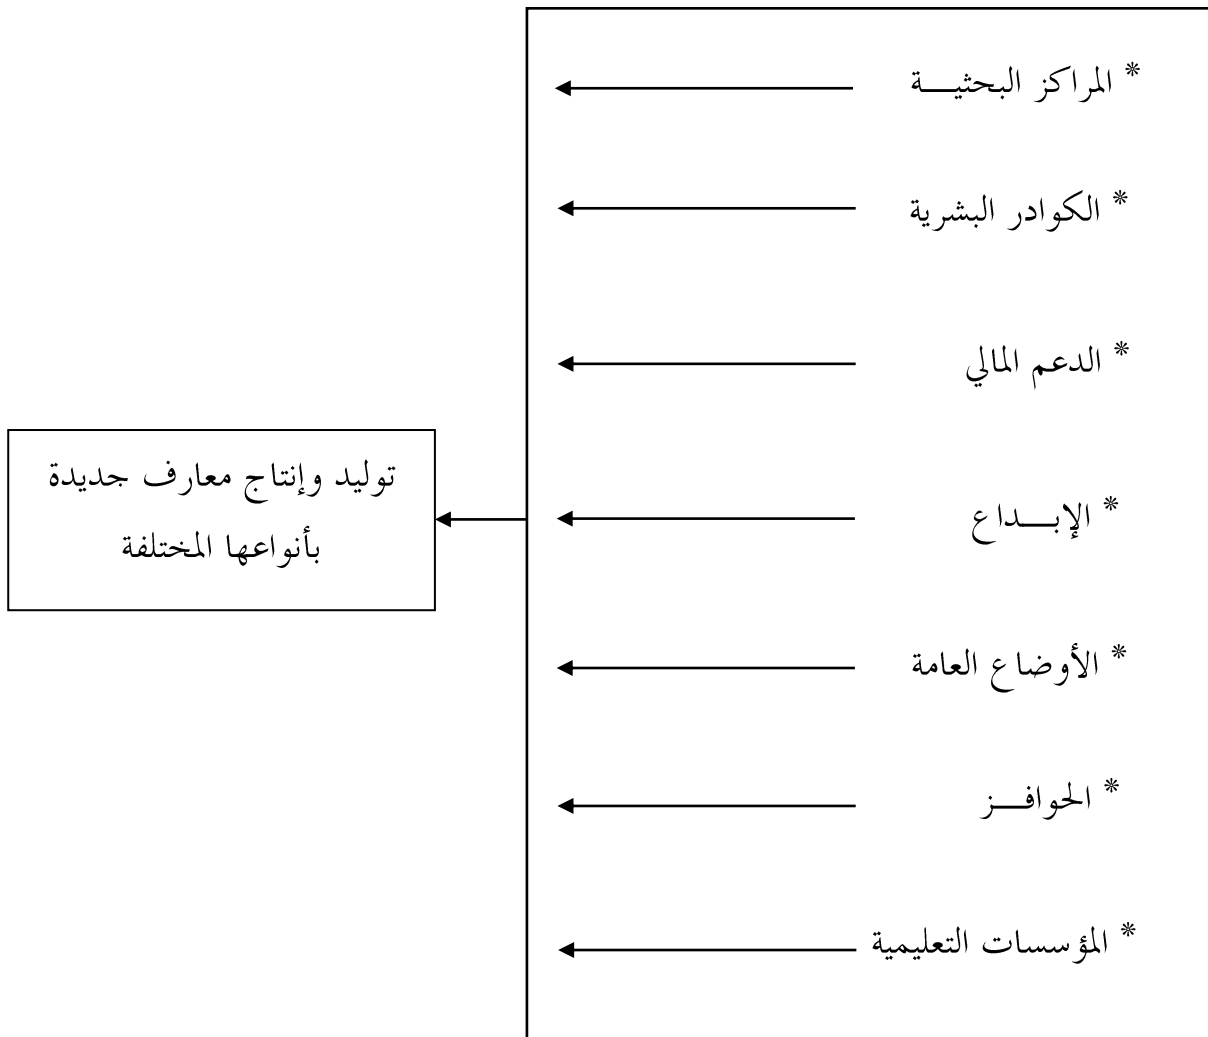 * المراكز البحثيـــة
* الكوادر البشرية
* الدعم المالي
* الإبـــداع
* الأوضاع العامة
* الحوافـــز
* المؤسسات التعليمية
توليد وإنتاج معارف جديدة
بأنواعها المختلفة